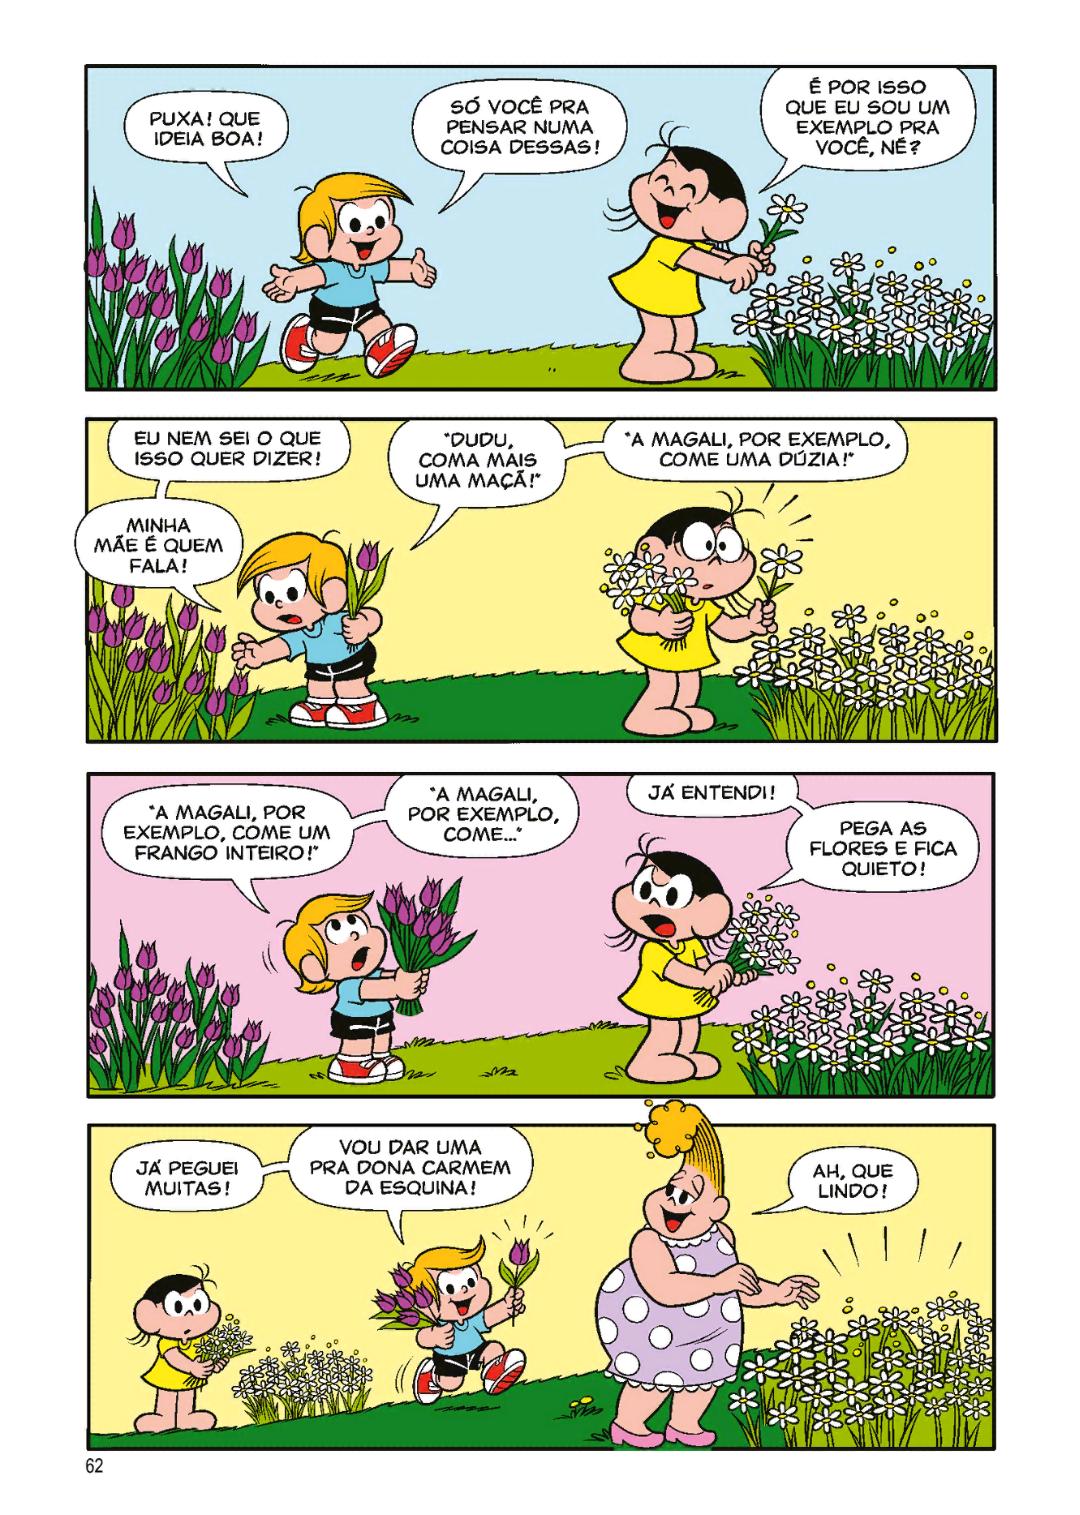 PUXA! QUE
IDEIA BOA!
SÓ VOCÊ PRA
PENSAR NUMA
COISA DESSAS!
É POR ISSO
QUE EU SOU UM
EXEMPLO PRA
VOCÊ, NÉ?
EU NEM SEI O QUE
ISSO QUER DIZER!
MINHA
MÃE É QUEM
FALA!
"DUDU,
COMA MAIS
UMA MAÇÃ!"
"A MAGALI, POR EXEMPLO,
COME UMA DÚZIA!"
"A MAGALI, POR
EXEMPLO, COME UM
FRANGO INTEIRO!"
"A MAGALI,
POR EXEMPLO,
COME..."
JÁ ENTENDI!
PEGA AS
FLORES E FICA
QUIETO!
JÁ PEGUEI
MUITAS!
VOU DAR UMA
PRA DONA CARMEM
DA ESQUINA!
AH, QUE
LINDO!
62